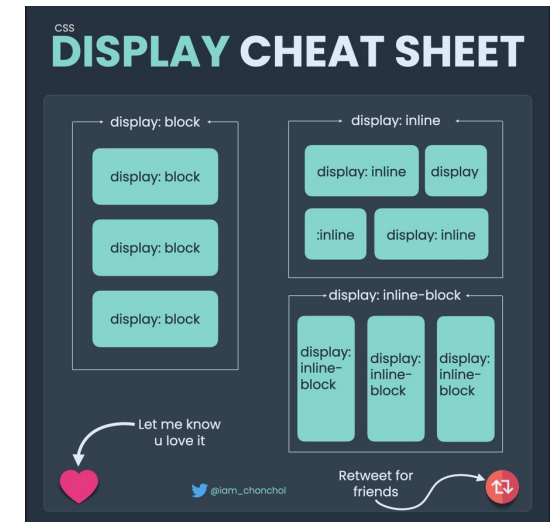 CSS
DISPLAY CHEAT SHEET
display: block
display: block
display: block
display: block
display: inline
display: inline
display
:inline
display: inline
display: inline-block
display:
inline-
block
display:
inline-
block
display:
inline-
block
Let me know
u love it
@iam_chonchol
Retweet for
friends